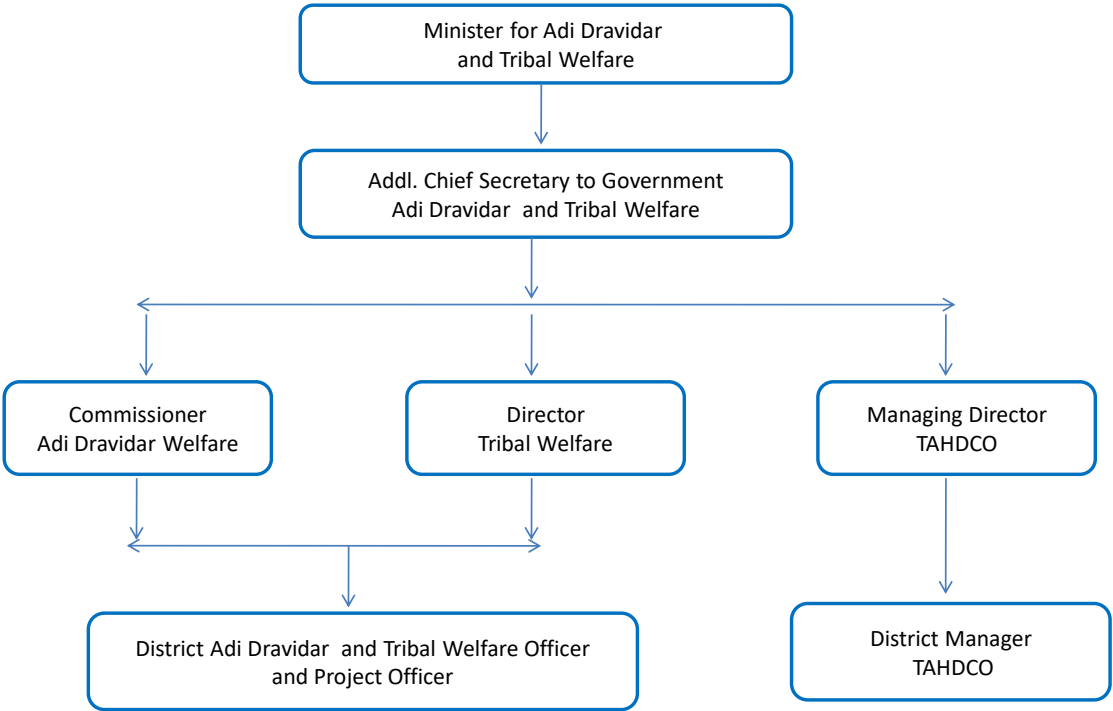 Minister for Adi Dravidar
and Tribal Welfare
Addl. Chief Secretary to Government
Adi Dravidar  and Tribal Welfare
Commissioner
Adi Dravidar Welfare
Director
Tribal Welfare
Managing Director
TAHDCO
District Adi Dravidar  and Tribal Welfare Officer
and Project Officer
District Manager
TAHDCO